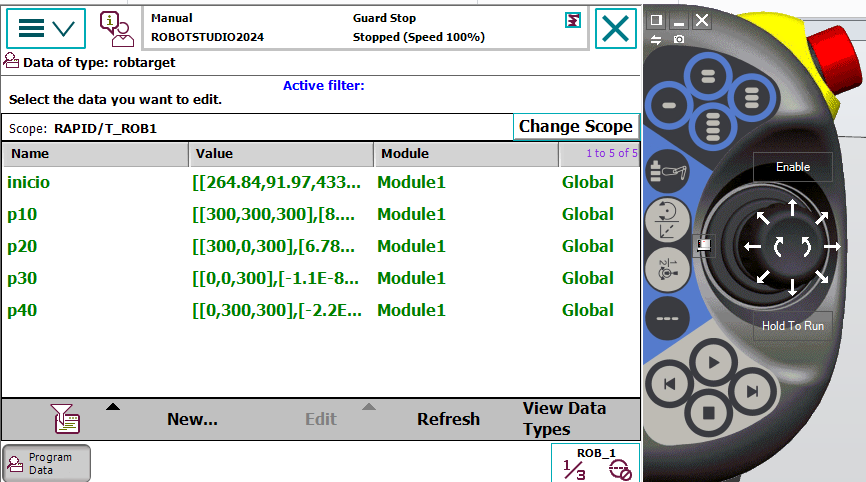 Manual
Guard Stop
ROBOTSTUDIO2024
Stopped (Speed 100%)
Data of type: robtarget
Active filter:
Select the data you want to edit.
Scope: RAPID/T_ROB1
Change Scope
Name Value Module 1 to 5 of 5
inicio [[264.84,91.97,433... Module1 Global
p10 [[300,300,300],[8.... Module1 Global
p20 [[300,0,300],[6.78... Module1 Global
p30 [[0,0,300],[-1.1E-8... Module1 Global
p40 [[0,300,300],[-2.2E... Module1 Global
New... Edit Refresh View Data Types
Program Data
ROB_1
1/3
Enable
Hold To Run